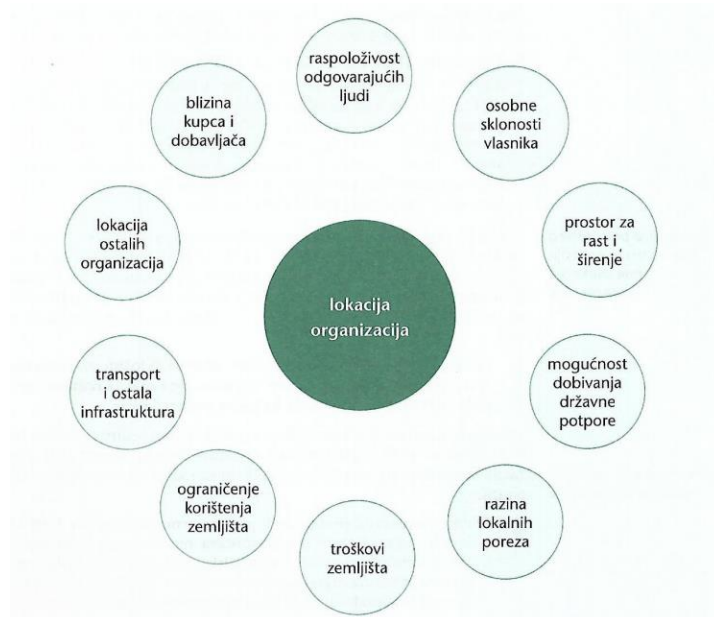 raspoloživost
odgovarajućih
ljudi
osobne
sklonosti
vlasnika
prostor za
rast i
širenje
mogućnost
dobivanja
državne
potpore
razina
lokalnih
poreza
troškovi
zemljišta
ograničenje
korištenja
zemljišta
transport
i ostala
infrastruktura
lokacija
ostalih
organizacija
blizina
kupca i
dobavljača
lokacija
organizacija